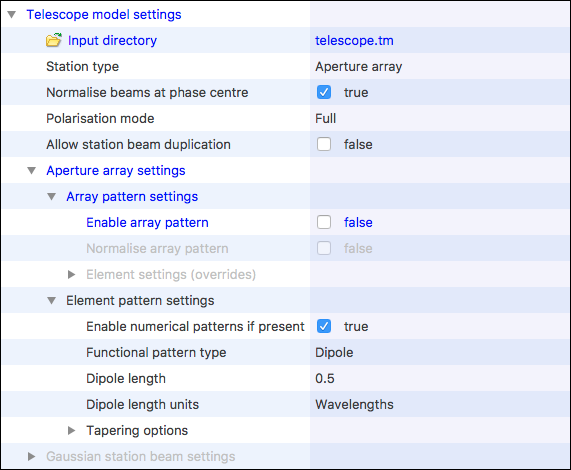 Telescope model settings
Input directory telescope.tm
Station type Aperture array
Normalise beams at phase centre true
Polarisation mode Full
Allow station beam duplication false
Aperture array settings
Array pattern settings
Enable array pattern false
Normalise array pattern false
Element settings (overrides)
Element pattern settings
Enable numerical patterns if present true
Functional pattern type Dipole
Dipole length 0.5
Dipole length units Wavelengths
Tapering options
Gaussian station beam settings